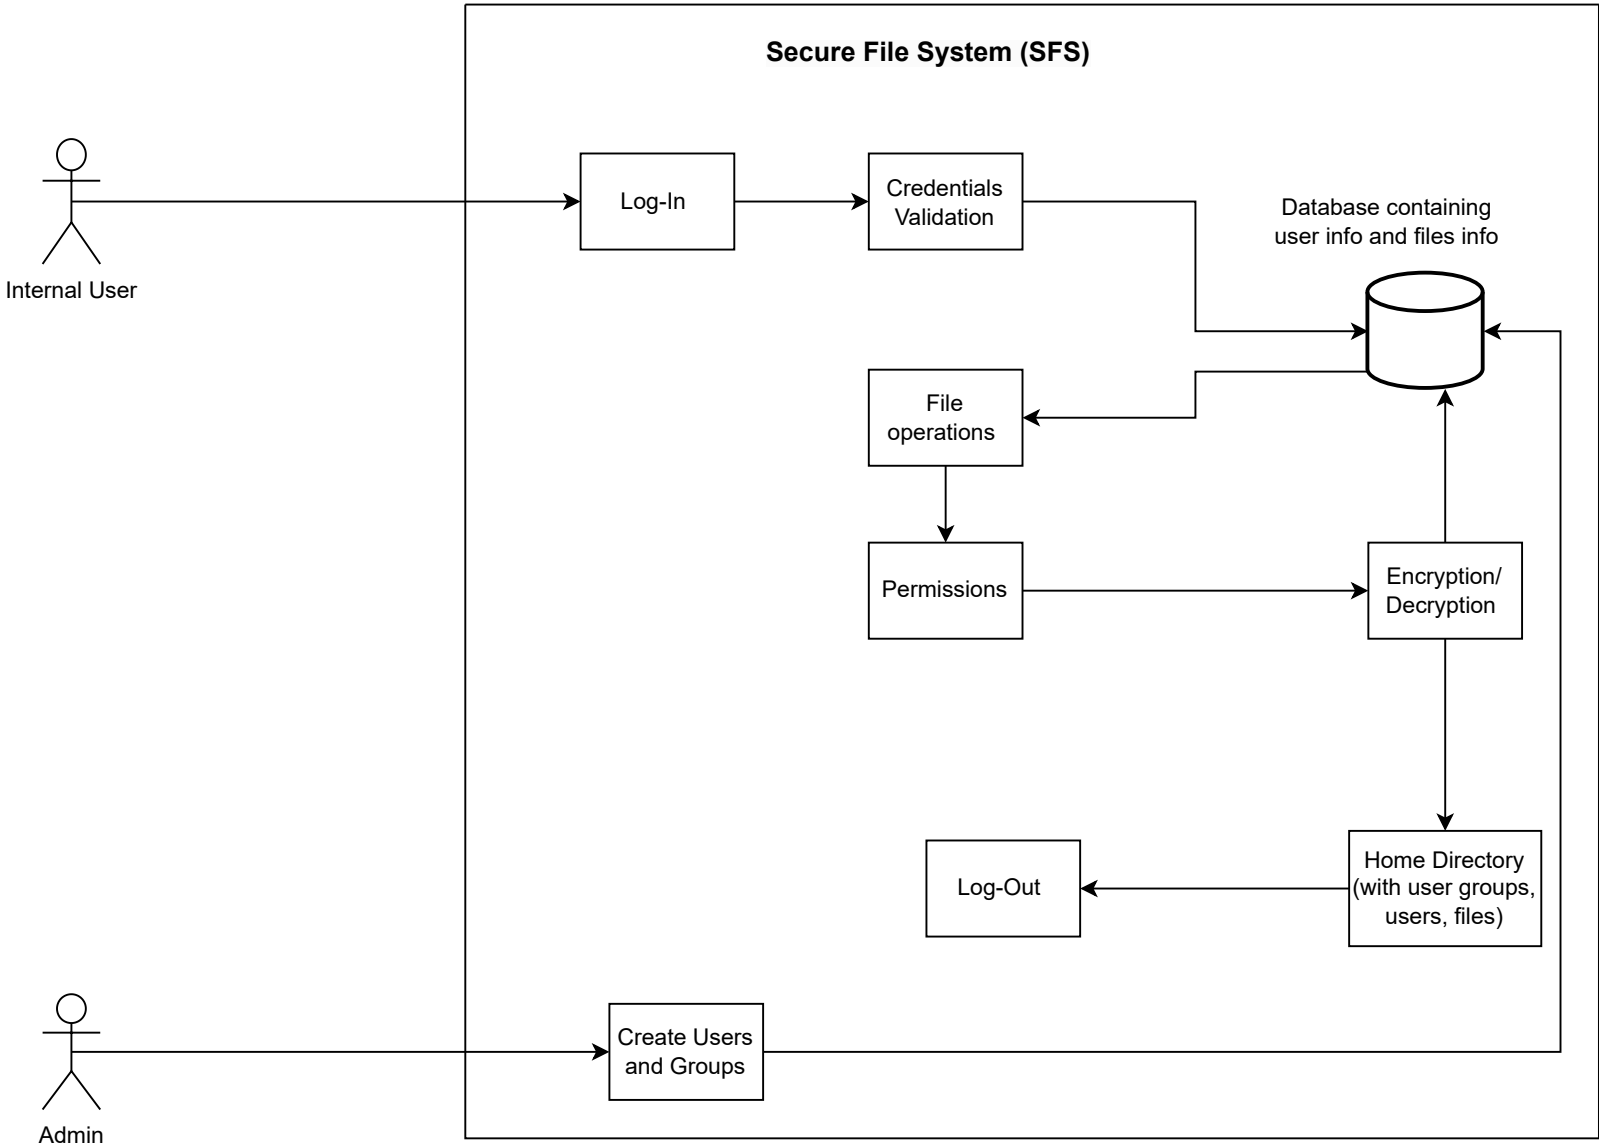 Secure File System (SFS)
Internal User
Log-In
Credentials
Validation
Database containing
user info and files info
File
operations
Permissions
Encryption/
Decryption
Home Directory
(with user groups,
users, files)
Log-Out
Create Users
and Groups
Admin